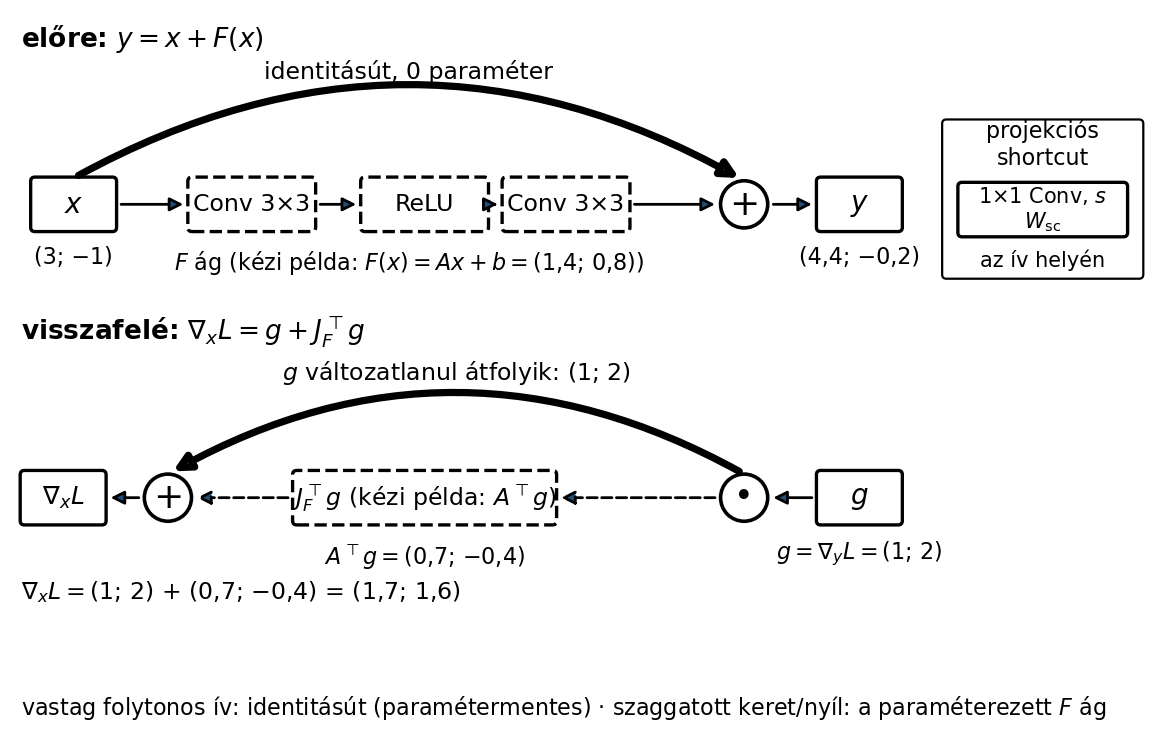 előre: y = x + F(x)
identitásút, 0 paraméter
x
Conv 3×3
ReLU
Conv 3×3
+
y
(3; −1)
F ág (kézi példa: F(x) = Ax + b = (1,4; 0,8))
(4,4; −0,2)
projekciós
shortcut
1×1 Conv, s
W_sc
az ív helyén
visszafelé: ∇ₓL = g + J_F^⊤ g
g változatlanul átfolyik: (1; 2)
∇ₓL
+
J_F^⊤ g (kézi példa: A^⊤ g)
•
g
A^⊤ g = (0,7; −0,4)
g = ∇_y L = (1; 2)
∇ₓL = (1; 2) + (0,7; −0,4) = (1,7; 1,6)
vastag folytonos ív: identitásút (paramétermentes) · szaggatott keret/nyíl: a paraméterezett F ág